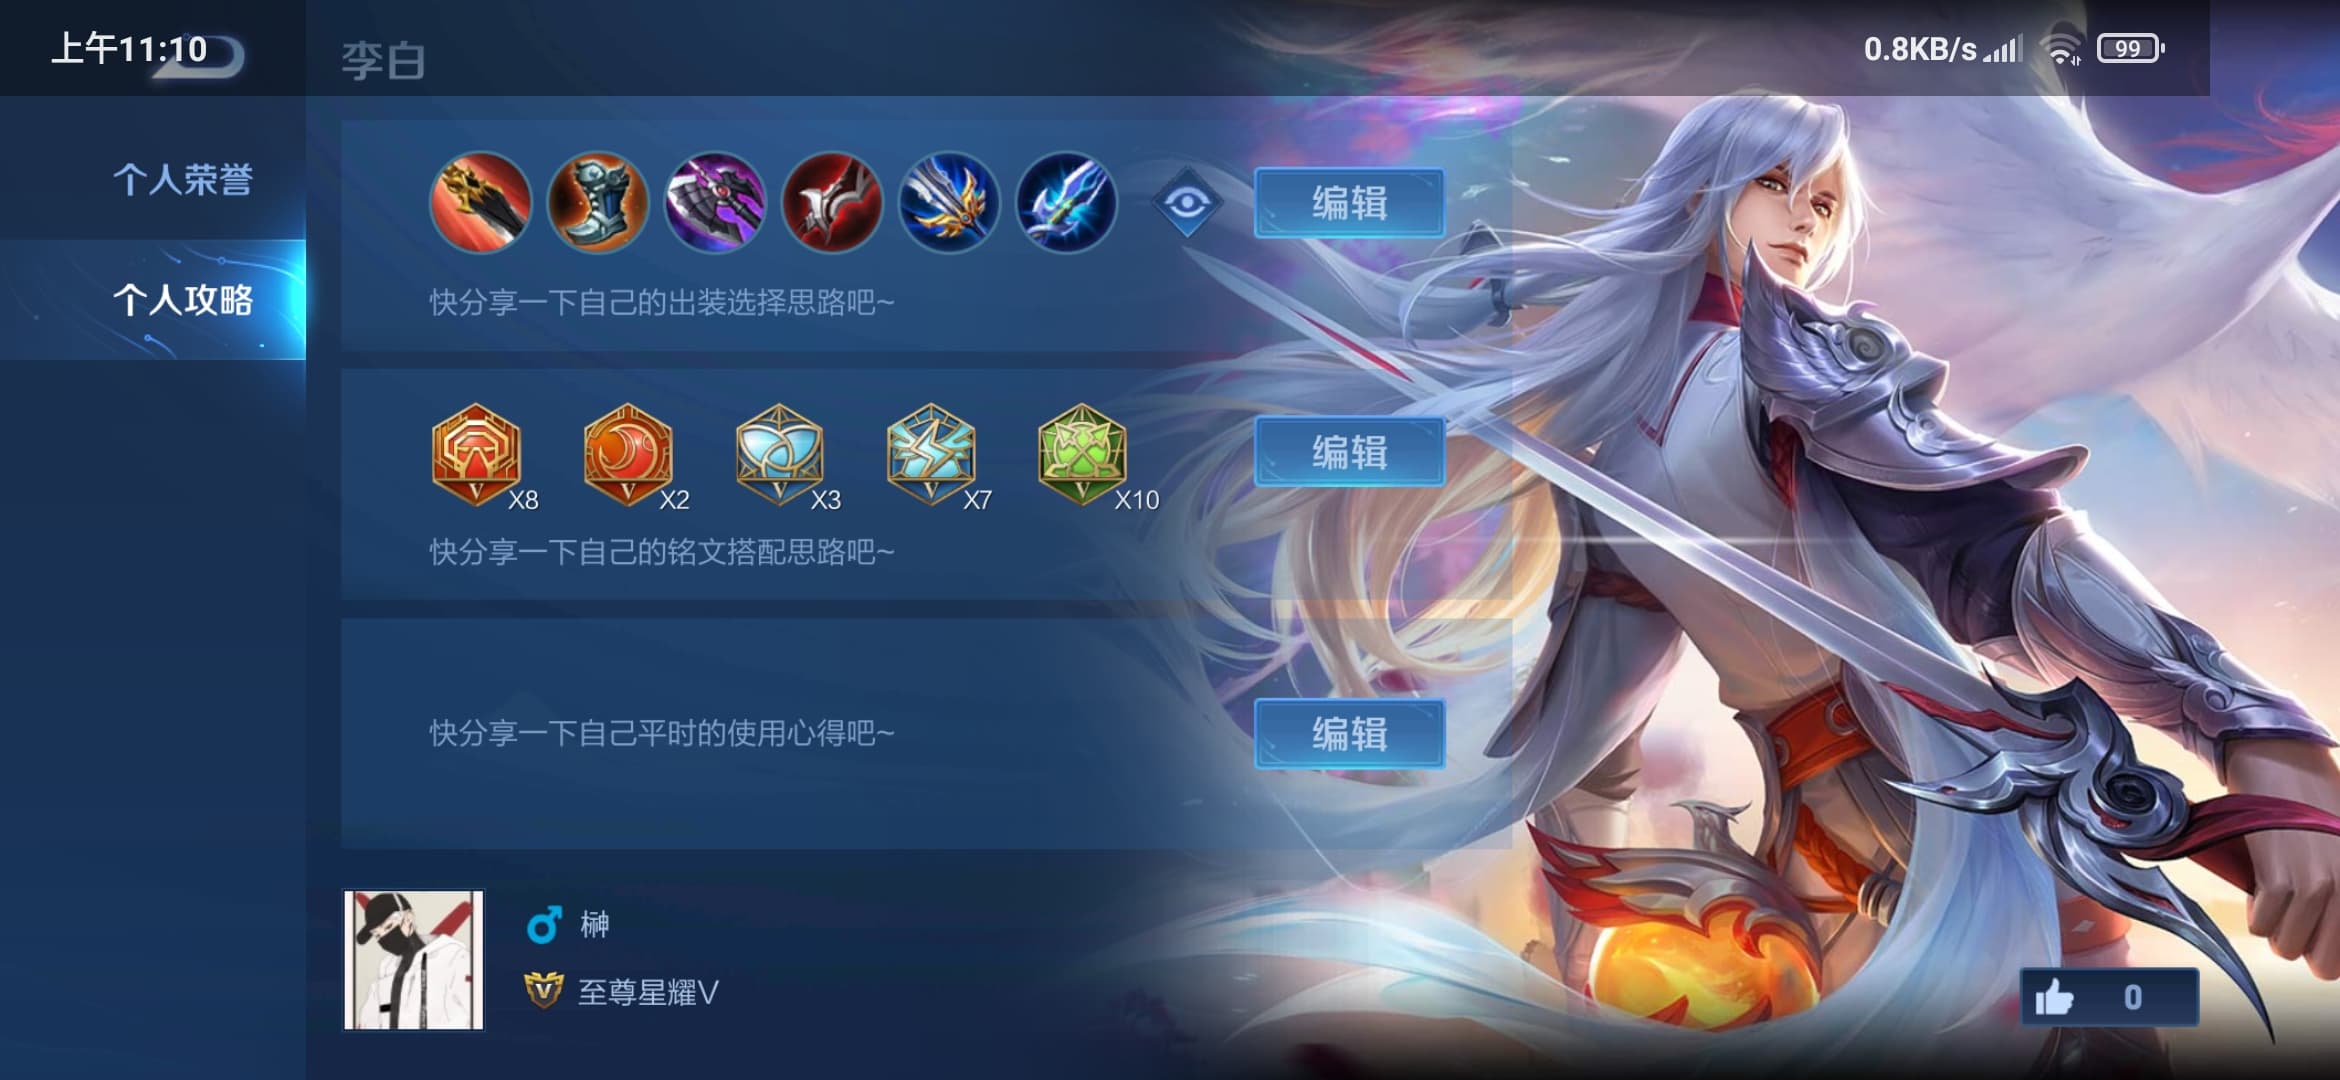 上午11:10
李白
0.8KB/s
99
个人荣誉
个人攻略
编辑
快分享一下自己的出装选择思路吧~
V X8
V X2
V X3
V X7
V X10
编辑
快分享一下自己的铭文搭配思路吧~
快分享一下自己平时的使用心得吧~
编辑
榊
V 至尊星耀V
0